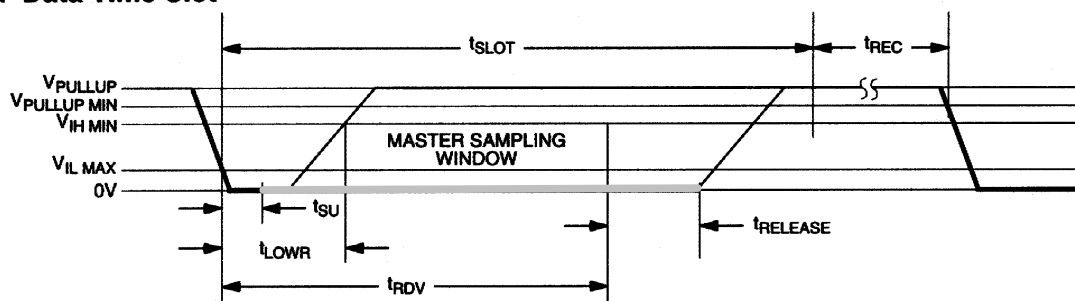 Data Time Slot
tSLOT
tREC
VPULLUP
VPULLUP MIN
VIH MIN
MASTER SAMPLING
WINDOW
VIL MAX
0V
tSU
tRELEASE
tLOWR
tRDV